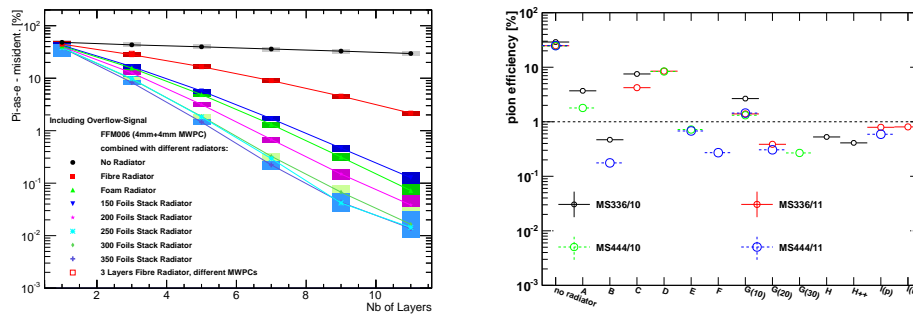 Pi-as-e - misident. [%]
10²
10
1
10⁻¹
10⁻²
10⁻³
Including Overflow-Signal
FFM006 (4mm+4mm MWPC)
combined with different radiators:
No Radiator
Fibre Radiator
Foam Radiator
150 Foils Stack Radiator
200 Foils Stack Radiator
250 Foils Stack Radiator
300 Foils Stack Radiator
350 Foils Stack Radiator
3 Layers Fibre Radiator, different MWPCs
2 4 6 8 10
Nb of Layers
pion efficiency [%]
10²
10
1
10⁻¹
10⁻²
10⁻³
MS336/10 MS336/11
MS444/10 MS444/11
no radiator A B C D E F G(10) G(20) G(30) H H++ I(p)